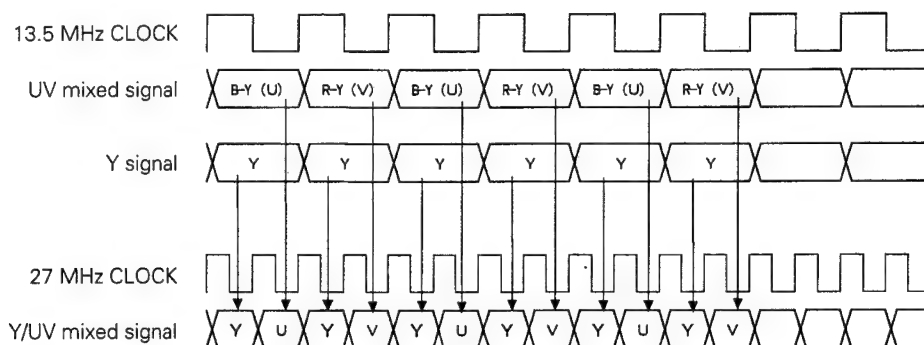 13.5 MHz CLOCK
UV mixed signal B-Y (U) R-Y (V) B-Y (U) R-Y (V) B-Y (U) R-Y (V)
Y signal Y Y Y Y Y Y
27 MHz CLOCK
Y/UV mixed signal Y U Y V Y U Y V Y U Y V